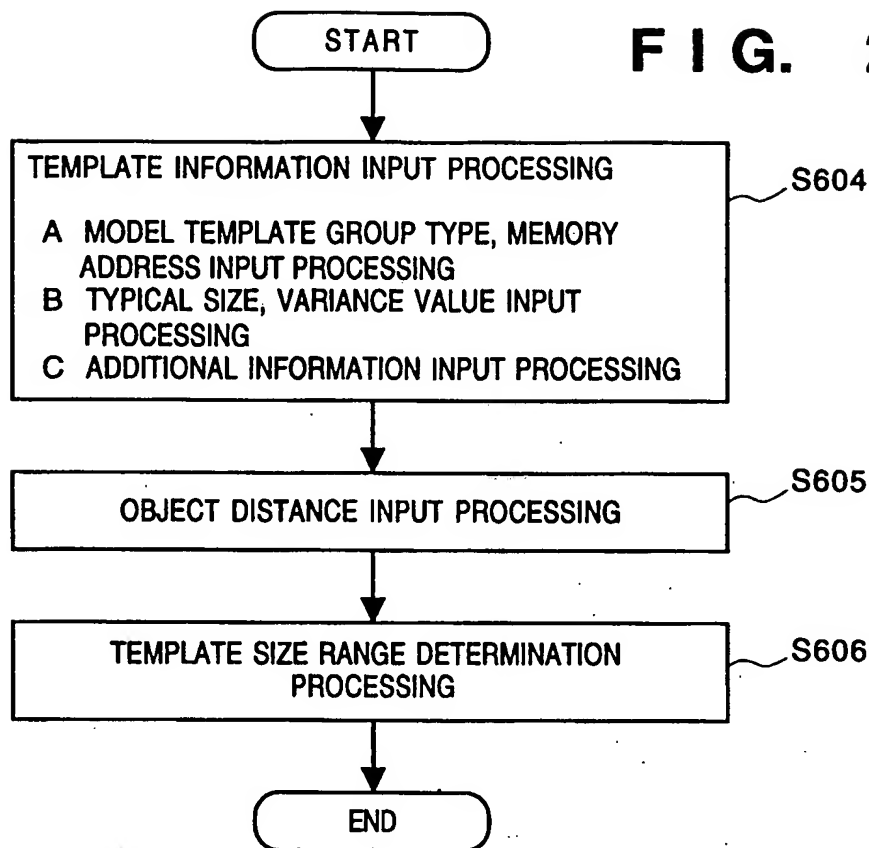 START
FIG.
TEMPLATE INFORMATION INPUT PROCESSING
A MODEL TEMPLATE GROUP TYPE, MEMORY
ADDRESS INPUT PROCESSING
B TYPICAL SIZE, VARIANCE VALUE INPUT
PROCESSING
C ADDITIONAL INFORMATION INPUT PROCESSING
S604
OBJECT DISTANCE INPUT PROCESSING
S605
TEMPLATE SIZE RANGE DETERMINATION
PROCESSING
S606
END